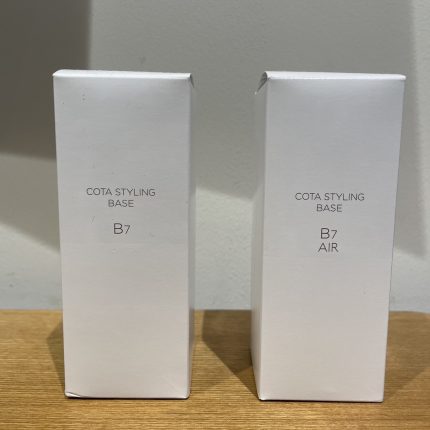 COTA STYLING
BASE
B7
COTA STYLING
BASE
B7
AIR